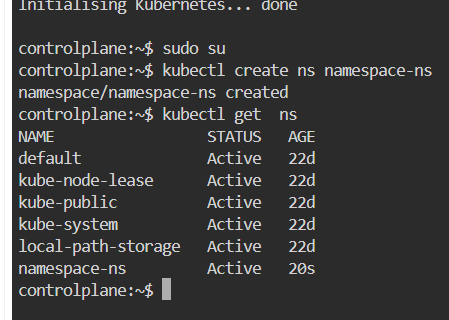 Initialising Kubernetes... done
controlplane:~$ sudo su
controlplane:~$ kubectl create ns namespace-ns
namespace/namespace-ns created
controlplane:~$ kubectl get  ns
NAME                 STATUS   AGE
default              Active   22d
kube-node-lease      Active   22d
kube-public          Active   22d
kube-system          Active   22d
local-path-storage   Active   22d
namespace-ns         Active   20s
controlplane:~$